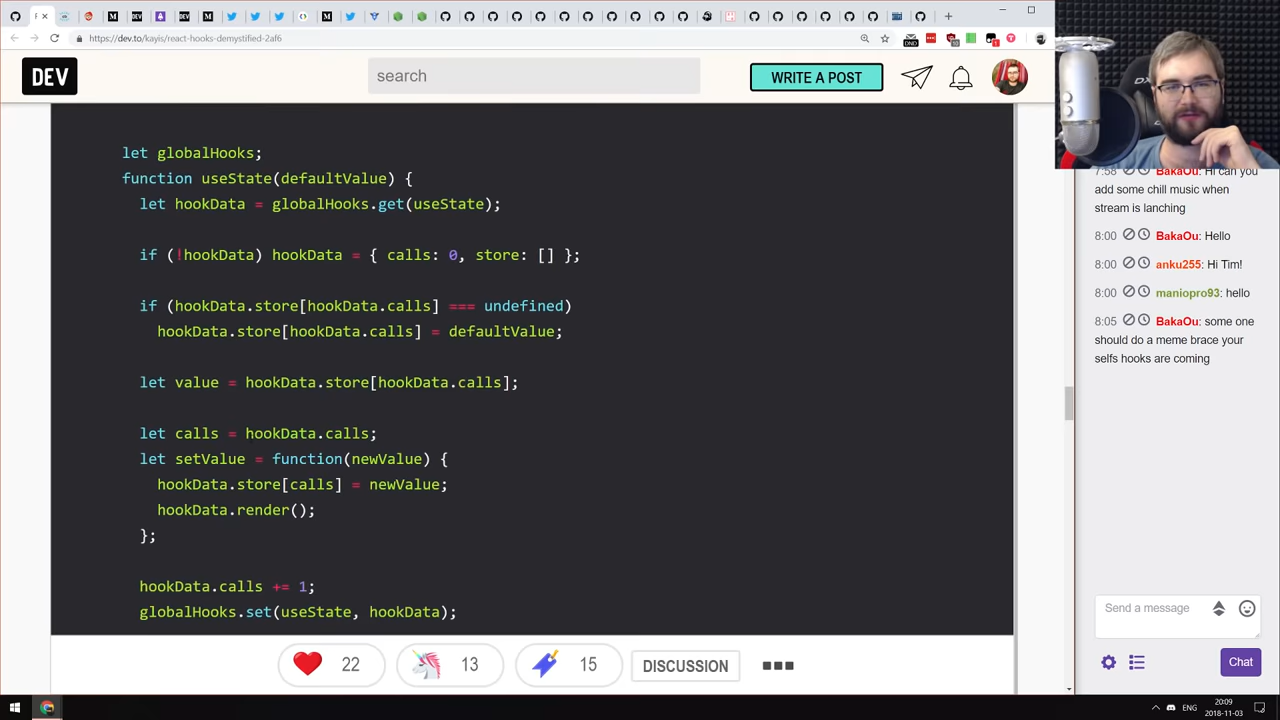 https://dev.to/kayis/react-hooks-demystified-2af6
DEV
search
WRITE A POST
let globalHooks;
function useState(defaultValue) {
let hookData = globalHooks.get(useState);
if (!hookData) hookData = { calls: 0, store: [] };
if (hookData.store[hookData.calls] === undefined)
hookData.store[hookData.calls] = defaultValue;
let value = hookData.store[hookData.calls];
let calls = hookData.calls;
let setValue = function(newValue) {
hookData.store[calls] = newValue;
hookData.render();
};
hookData.calls += 1;
globalHooks.set(useState, hookData);
22
13
15
DISCUSSION
7:58 BakaOu: Hi can you
add some chill music when
stream is lanching
8:00 BakaOu: Hello
8:00 anku255: Hi Tim!
8:00 maniopro93: hello
8:05 BakaOu: some one
should do a meme brace your
selfs hooks are coming
Send a message
Chat
ENG
20:09
2018-11-03